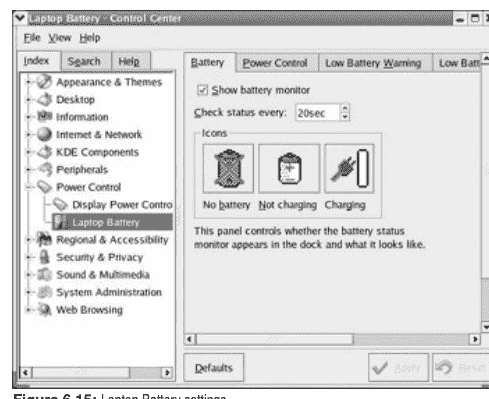 Laptop Battery - Control Center
File View Help
Index Search Help
Appearance & Themes
Desktop
Information
Internet & Network
KDE Components
Peripherals
Power Control
Display Power Contro
Laptop Battery
Regional & Accessibility
Security & Privacy
Sound & Multimedia
System Administration
Web Browsing
Battery Power Control Low Battery Warning Low Batt
Show battery monitor
Check status every: 20sec
Icons
No battery Not charging Charging
This panel controls whether the battery status
monitor appears in the dock and what it looks like.
Defaults Apply Reset
Figure 6.15: Laptop Battery settings